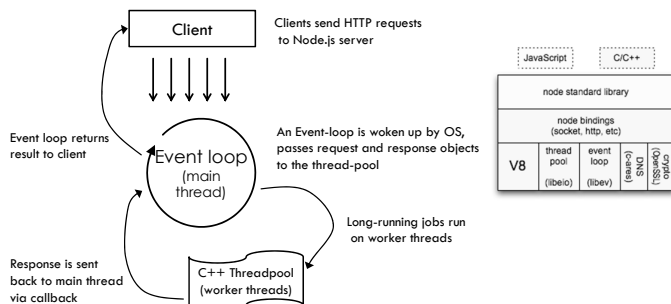 Client
Clients send HTTP requests
to Node.js server
Event loop returns
result to client
Event loop
(main
thread)
An Event-loop is woken up by OS,
passes request and response objects
to the thread-pool
Long-running jobs run
on worker threads
Response is sent
back to main thread
via callback
C++ Threadpool
(worker threads)
JavaScript
C/C++
node standard library
node bindings
(socket, http, etc)
V8
thread
pool
(libeio)
event
loop
(libev)
DNS
(c-ares)
crypto
(OpenSSL)